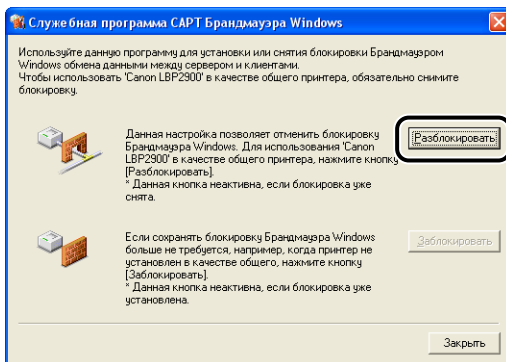 Служебная программа CAPT Брандмауэра Windows
Используйте данную программу для установки или снятия блокировки Брандмауэром
Windows обмена данными между сервером и клиентами.
Чтобы использовать 'Canon LBP2900' в качестве общего принтера, обязательно снимите
блокировку.
Данная настройка позволяет отменить блокировку
Брандмауэра Windows. Для использования 'Canon
LBP2900' в качестве общего принтера, нажмите кнопку
[Разблокировать].
* Данная кнопка неактивна, если блокировка уже
снята.
Разблокировать
Если сохранять блокировку Брандмауэра Windows
больше не требуется, например, когда принтер не
установлен в качестве общего, нажмите кнопку
[Заблокировать].
* Данная кнопка неактивна, если блокировка уже
установлена.
Заблокировать
Закрыть